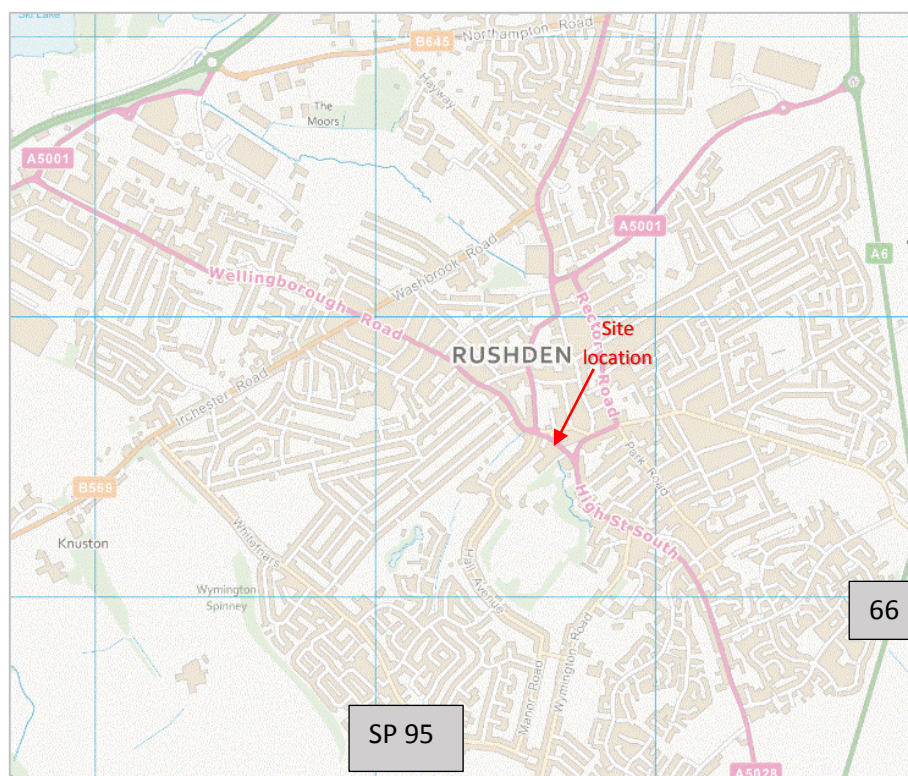 Ski Lake
B645
Northampton Road
Hayway
The
Moors
A5001
A5001
A6
Washbrook Road
Wellingborough Road
Rectory Road
Site
location
RUSHDEN
Irchester Road
Park Road
B569
High St South
Knuston
Whitefriars
Hall Avenue
Wymington
Spinney
66
Wymington Road
Manor Road
SP 95
A5028